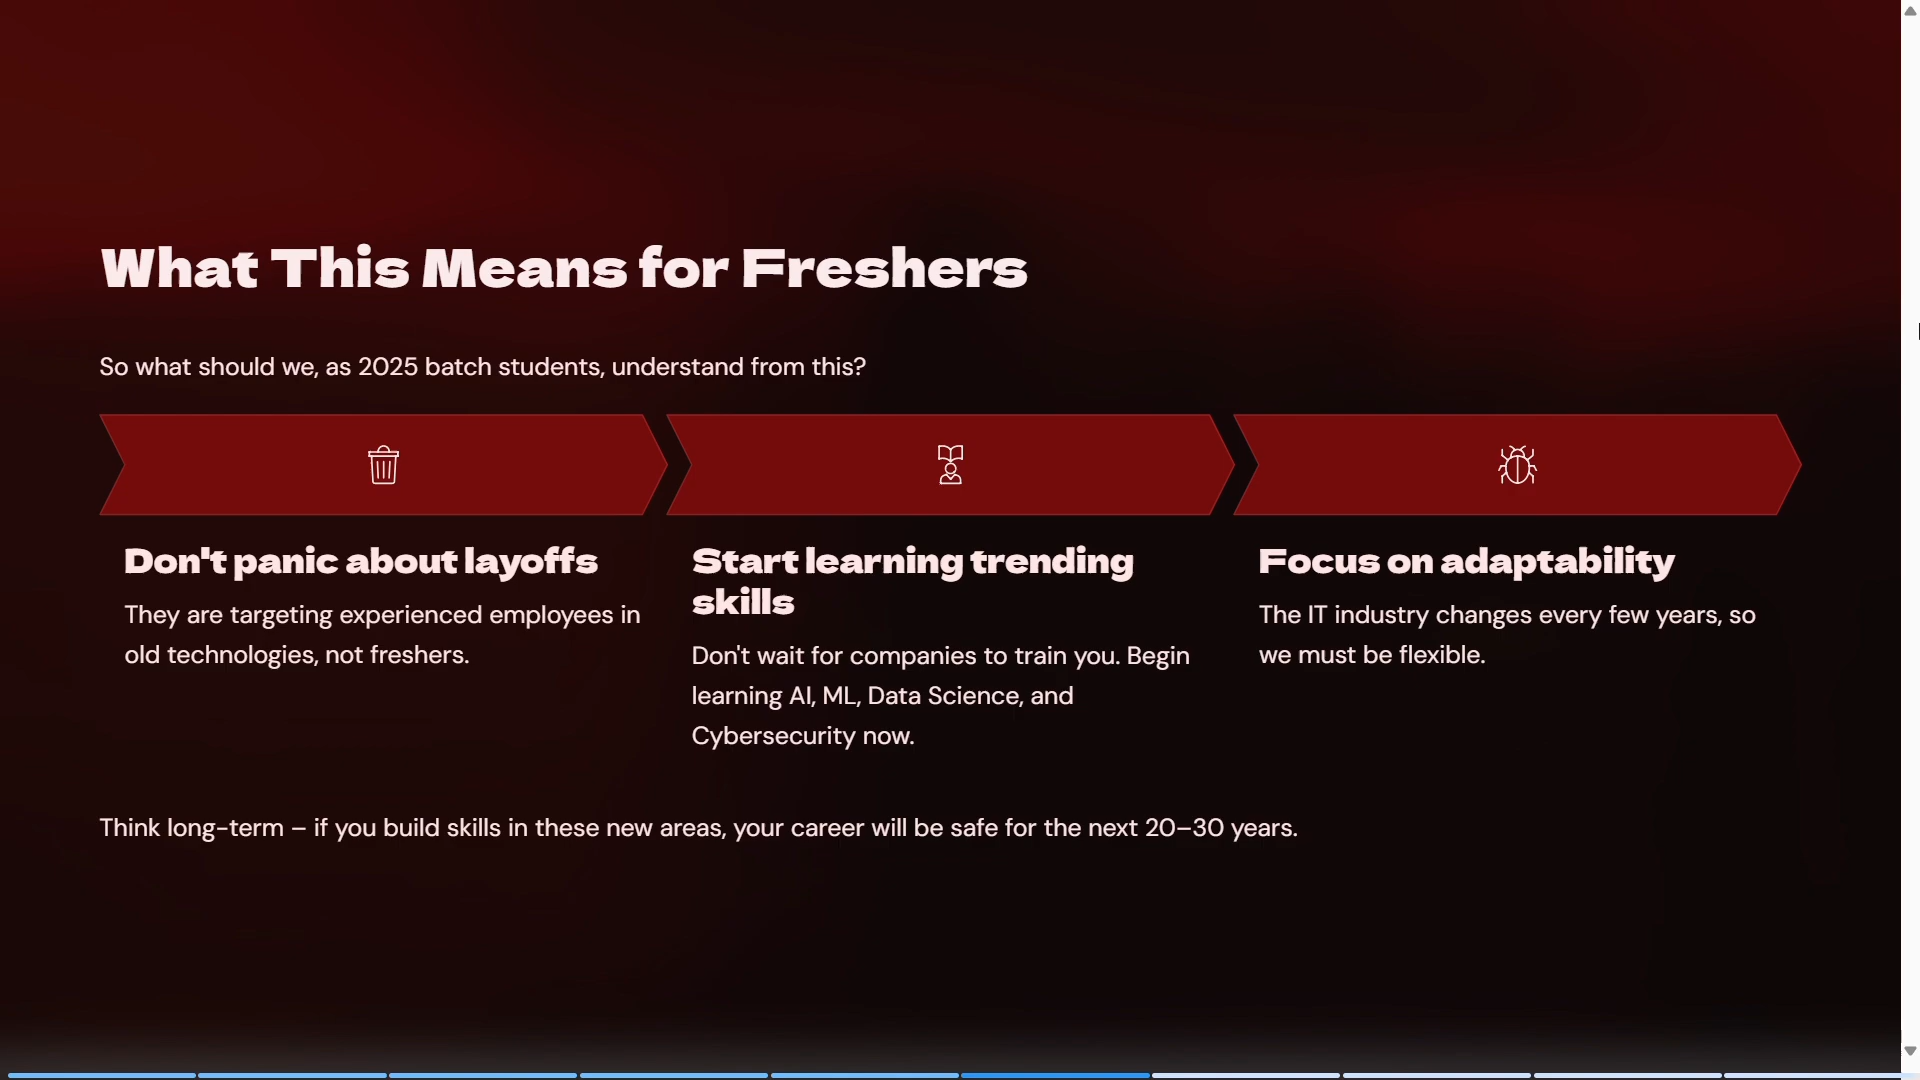 What This Means for Freshers
So what should we, as 2025 batch students, understand from this?
Don't panic about layoffs
They are targeting experienced employees in
old technologies, not freshers.
Start learning trending
skills
Don't wait for companies to train you. Begin
learning AI, ML, Data Science, and
Cybersecurity now.
Focus on adaptability
The IT industry changes every few years, so
we must be flexible.
Think long-term – if you build skills in these new areas, your career will be safe for the next 20–30 years.